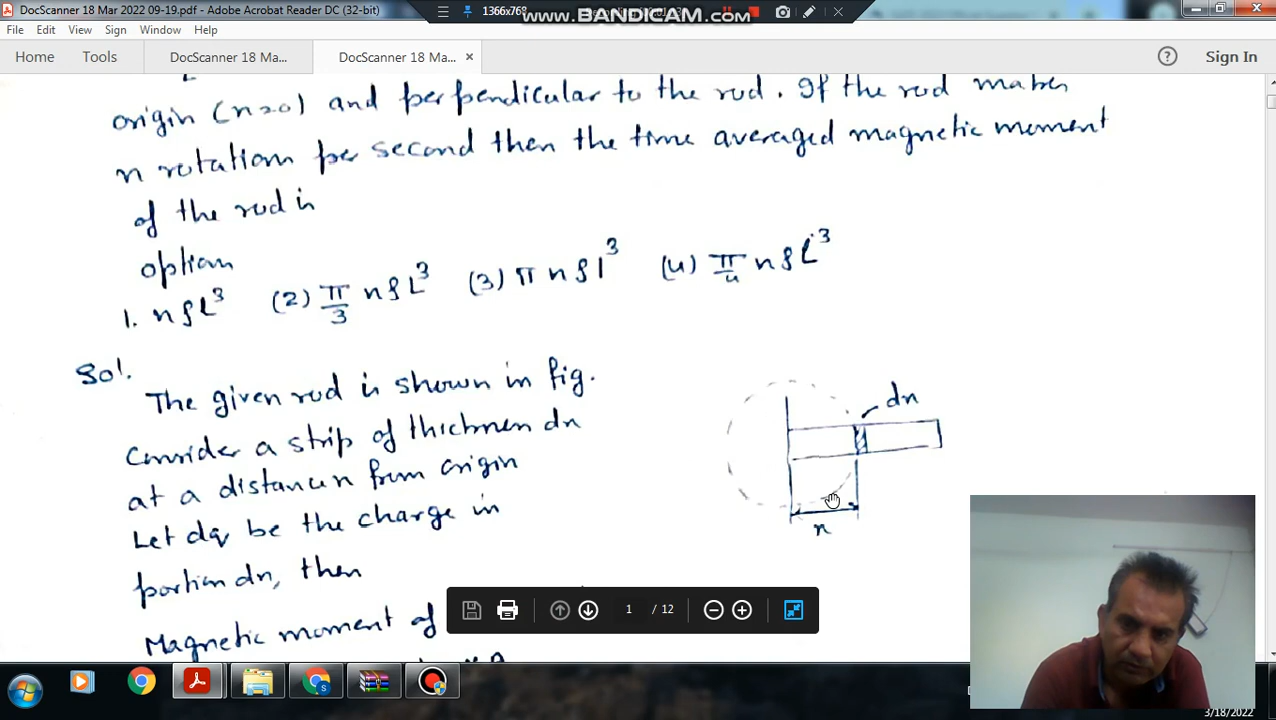 DocScanner 18 Mar 2022 09-19.pdf - Adobe Acrobat Reader DC (32-bit)
1366x768
www.BANDICAM.com
File Edit View Sign Window Help
Home Tools DocScanner 18 Ma... DocScanner 18 Ma... × Sign In
origin (x=0) and perpendicular to the rod. If the rod makes
n rotation per second then the time averaged magnetic moment
of the rod is
option
1. nρL³ (2) π/3 nρL³ (3) π nρl³ (4) π/4 nρL³
Sol.
The given rod is shown in fig.
Consider a strip of thickness dx
at a distance x from origin
Let dq be the charge in
portion dx, then
Magnetic moment of
dx
x
1 / 12
3/18/2022